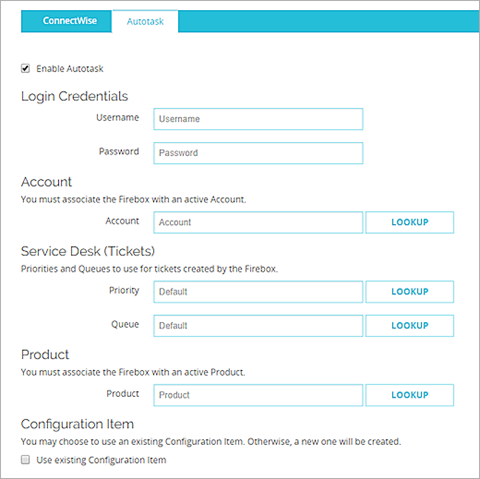 ConnectWise Autotask
Enable Autotask
Login Credentials
Username Username
Password Password
Account
You must associate the Firebox with an active Account.
Account Account LOOKUP
Service Desk (Tickets)
Priorities and Queues to use for tickets created by the Firebox.
Priority Default LOOKUP
Queue Default LOOKUP
Product
You must associate the Firebox with an active Product.
Product Product LOOKUP
Configuration Item
You may choose to use an existing Configuration Item. Otherwise, a new one will be created.
Use existing Configuration Item